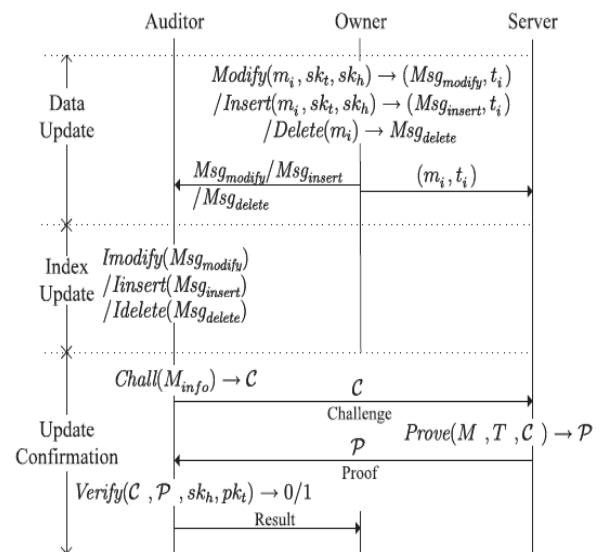 Auditor Owner Server
Modify(m_i, sk_t, sk_h) → (Msg_modify, t_i)
/Insert(m_i, sk_t, sk_h) → (Msg_insert, t_i)
/Delete(m_i) → Msg_delete
Data
Update
Msg_modify/Msg_insert
/Msg_delete
(m_i, t_i)
Index
Update
Imodify(Msg_modify)
/Iinsert(Msg_insert)
/Idelete(Msg_delete)
Chall(M_info) → C
C
Challenge
Update
Confirmation
Prove(M , T , C ) → P
P
Proof
Verify(C , P , sk_h, pk_t) → 0/1
Result